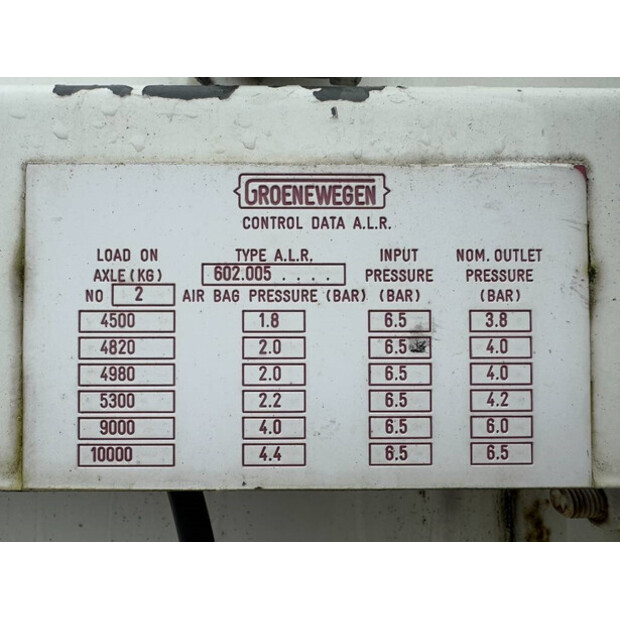 GROENEWEGEN
CONTROL DATA A.L.R.
LOAD ON AXLE (KG) NO 2
TYPE A.L.R. 602.005 . . . .
AIR BAG PRESSURE (BAR)
INPUT PRESSURE (BAR)
NOM. OUTLET PRESSURE (BAR)
4500 1.8 6.5 3.8
4820 2.0 6.5 4.0
4980 2.0 6.5 4.0
5300 2.2 6.5 4.2
9000 4.0 6.5 6.0
10000 4.4 6.5 6.5